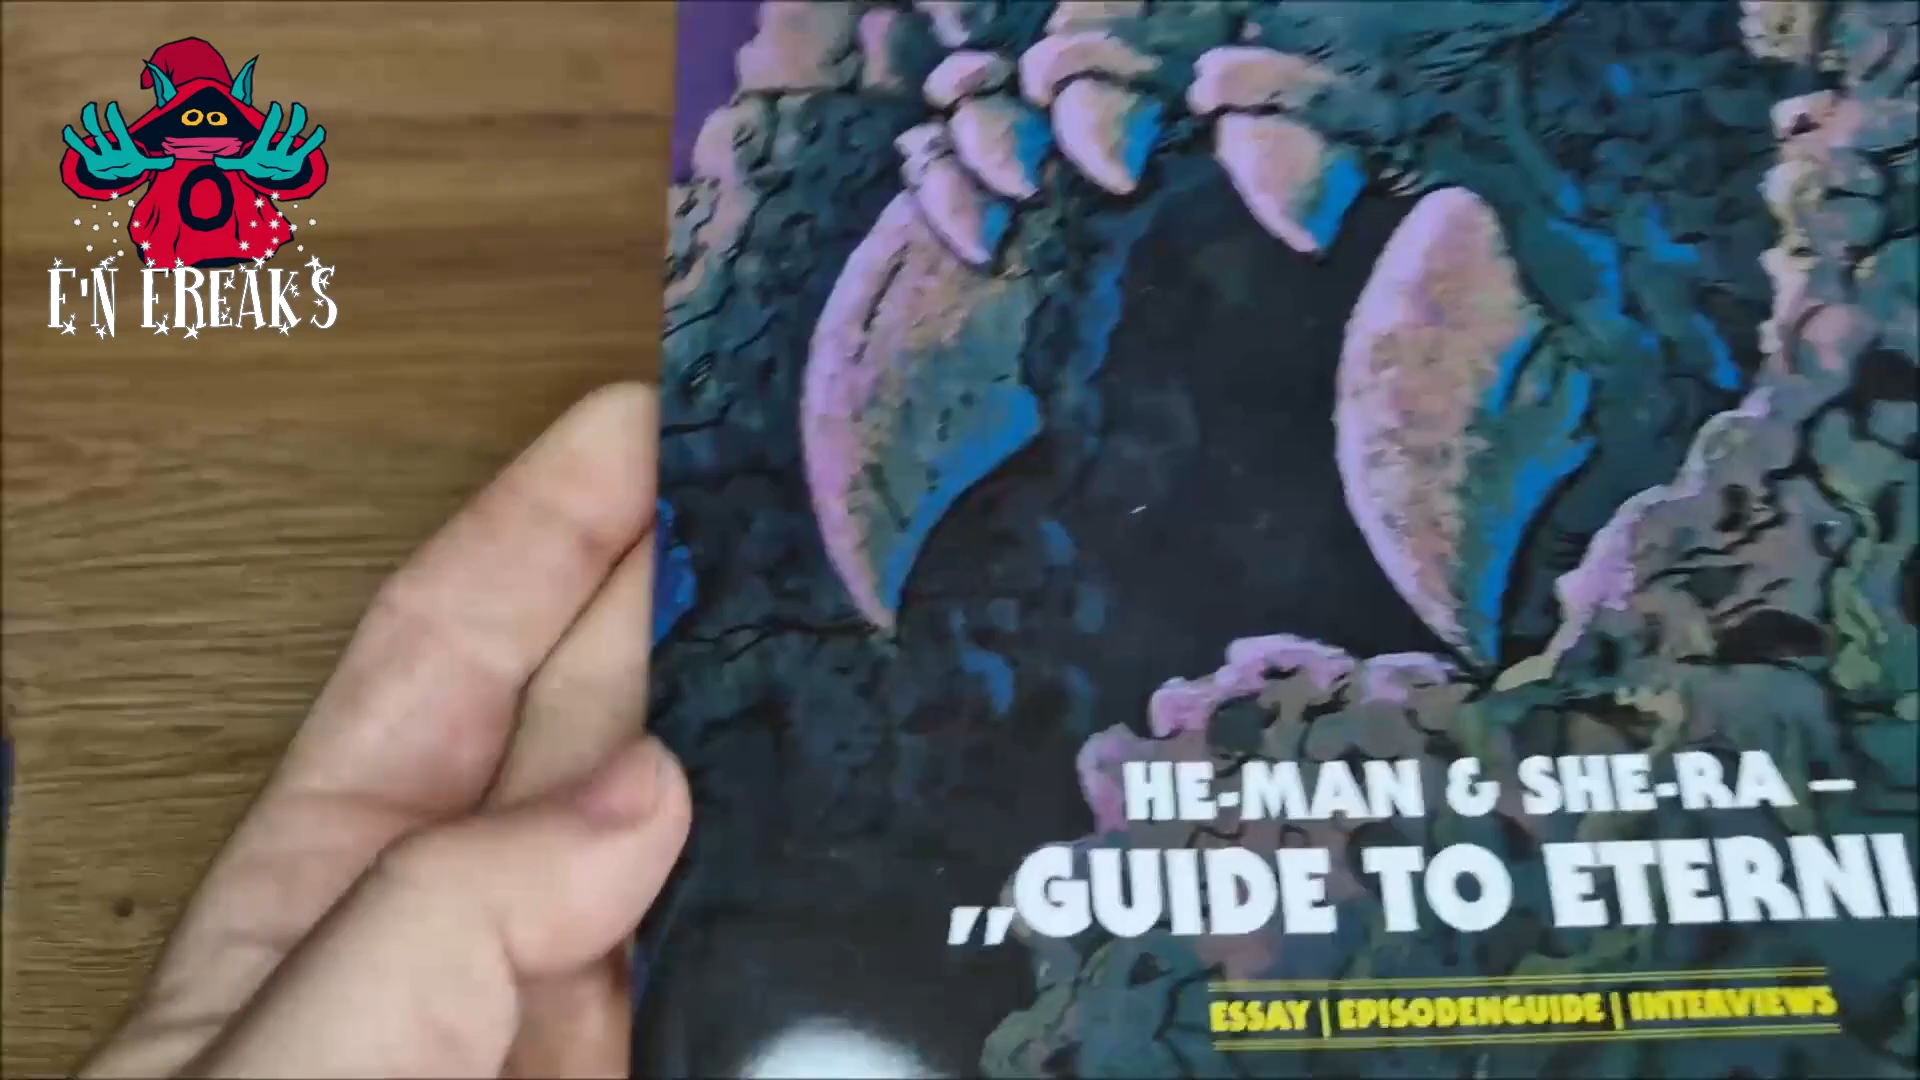 E'N FREAKS
HE-MAN & SHE-RA –
„GUIDE TO ETERNI
ESSAY | EPISODENGUIDE | INTERVIEWS